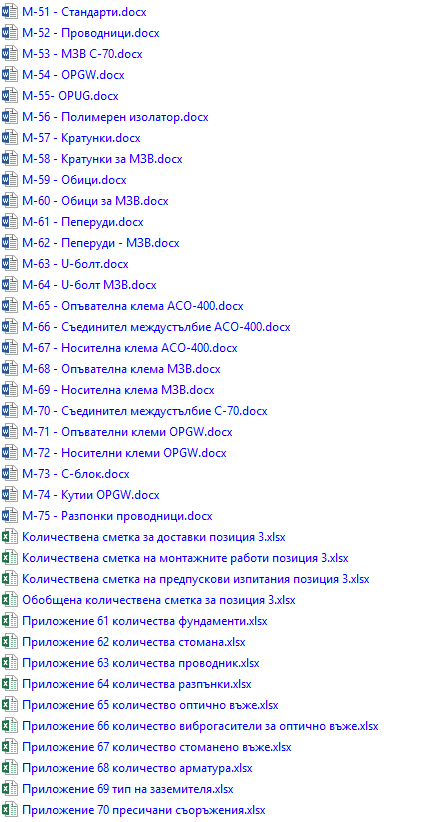 М-51 - Стандарти.docx
М-52 - Проводници.docx
М-53 - МЗВ С-70.docx
М-54 - OPGW.docx
М-55- OPUG.docx
М-56 - Полимерен изолатор.docx
М-57 - Кратунки.docx
М-58 - Кратунки за МЗВ.docx
М-59 - Обици.docx
М-60 - Обици за МЗВ.docx
М-61 - Пеперуди.docx
М-62 - Пеперуди - МЗВ.docx
М-63 - U-болт.docx
М-64 - U-болт МЗВ.docx
М-65 - Опъвателна клема АСО-400.docx
М-66 - Съединител междустълбие АСО-400.docx
М-67 - Носителна клема АСО-400.docx
М-68 - Опъвателна клема МЗВ.docx
М-69 - Носителна клема МЗВ.docx
М-70 - Съединител междустълбие С-70.docx
М-71 - Опъвателни клеми OPGW.docx
М-72 - Носителни клеми OPGW.docx
М-73 - С-блок.docx
М-74 - Кутии OPGW.docx
М-75 - Разпонки проводници.docx
Количествена сметка за доставки позиция 3.xlsx
Количествена сметка на монтажните работи позиция 3.xlsx
Количествена сметка на предпускови изпитания позиция 3.xlsx
Обобщена количествена сметка за позиция 3.xlsx
Приложение 61 количества фундаменти.xlsx
Приложение 62 количества стомана.xlsx
Приложение 63 количества проводник.xlsx
Приложение 64 количества разпънки.xlsx
Приложение 65 количество оптично въже.xlsx
Приложение 66 количество виброгасители за оптично въже.xlsx
Приложение 67 количество стоманено въже.xlsx
Приложение 68 количество арматура.xlsx
Приложение 69 тип на заземителя.xlsx
Приложение 70 пресичани съоръжения.xlsx